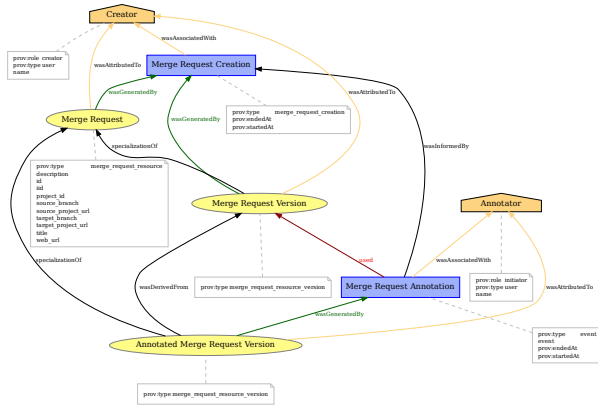 Creator
wasAssociatedWith
prov:role creator
prov:type user
name
wasAttributedTo
Merge Request Creation
wasGeneratedBy
wasAttributedTo
prov:type merge_request_creation
prov:endedAt
prov:startedAt
Merge Request
wasGeneratedBy
specializationOf
wasInformedBy
prov:type merge_request_resource
description
id
iid
project_id
source_branch
source_project_url
target_branch
target_project_url
title
web_url
Merge Request Version
Annotator
specializationOf
used
wasAssociatedWith
wasDerivedFrom
prov:type merge_request_resource_version
Merge Request Annotation
prov:role initiator
prov:type user
name
wasAttributedTo
wasGeneratedBy
Annotated Merge Request Version
prov:type event
event
prov:endedAt
prov:startedAt
prov:type merge_request_resource_version